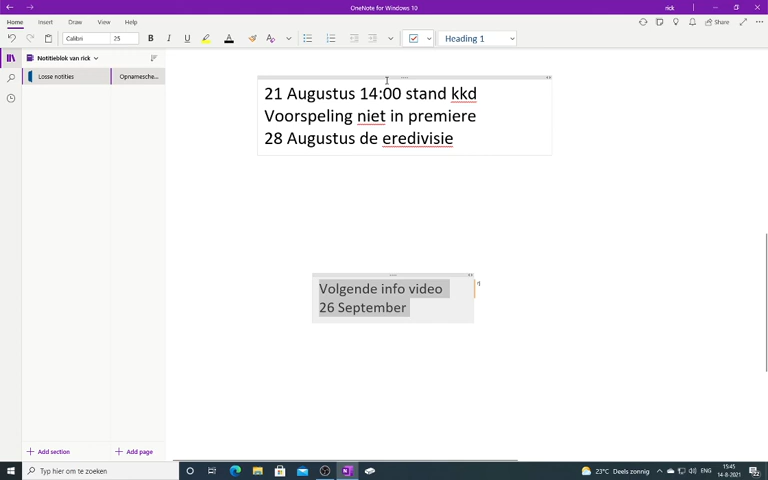 OneNote for Windows 10
rick
Home
Insert
Draw
View
Help
Share
Calibri
25
B
I
U
A
Heading 1
Notitieblok van rick
Losse notities
Opnamesche...
21 Augustus 14:00 stand kkd
Voorspeling niet in premiere
28 Augustus de eredivisie
Volgende info video
26 September
+ Add section
+ Add page
Typ hier om te zoeken
23°C Deels zonnig
ENG
15:45
14-8-2021
22